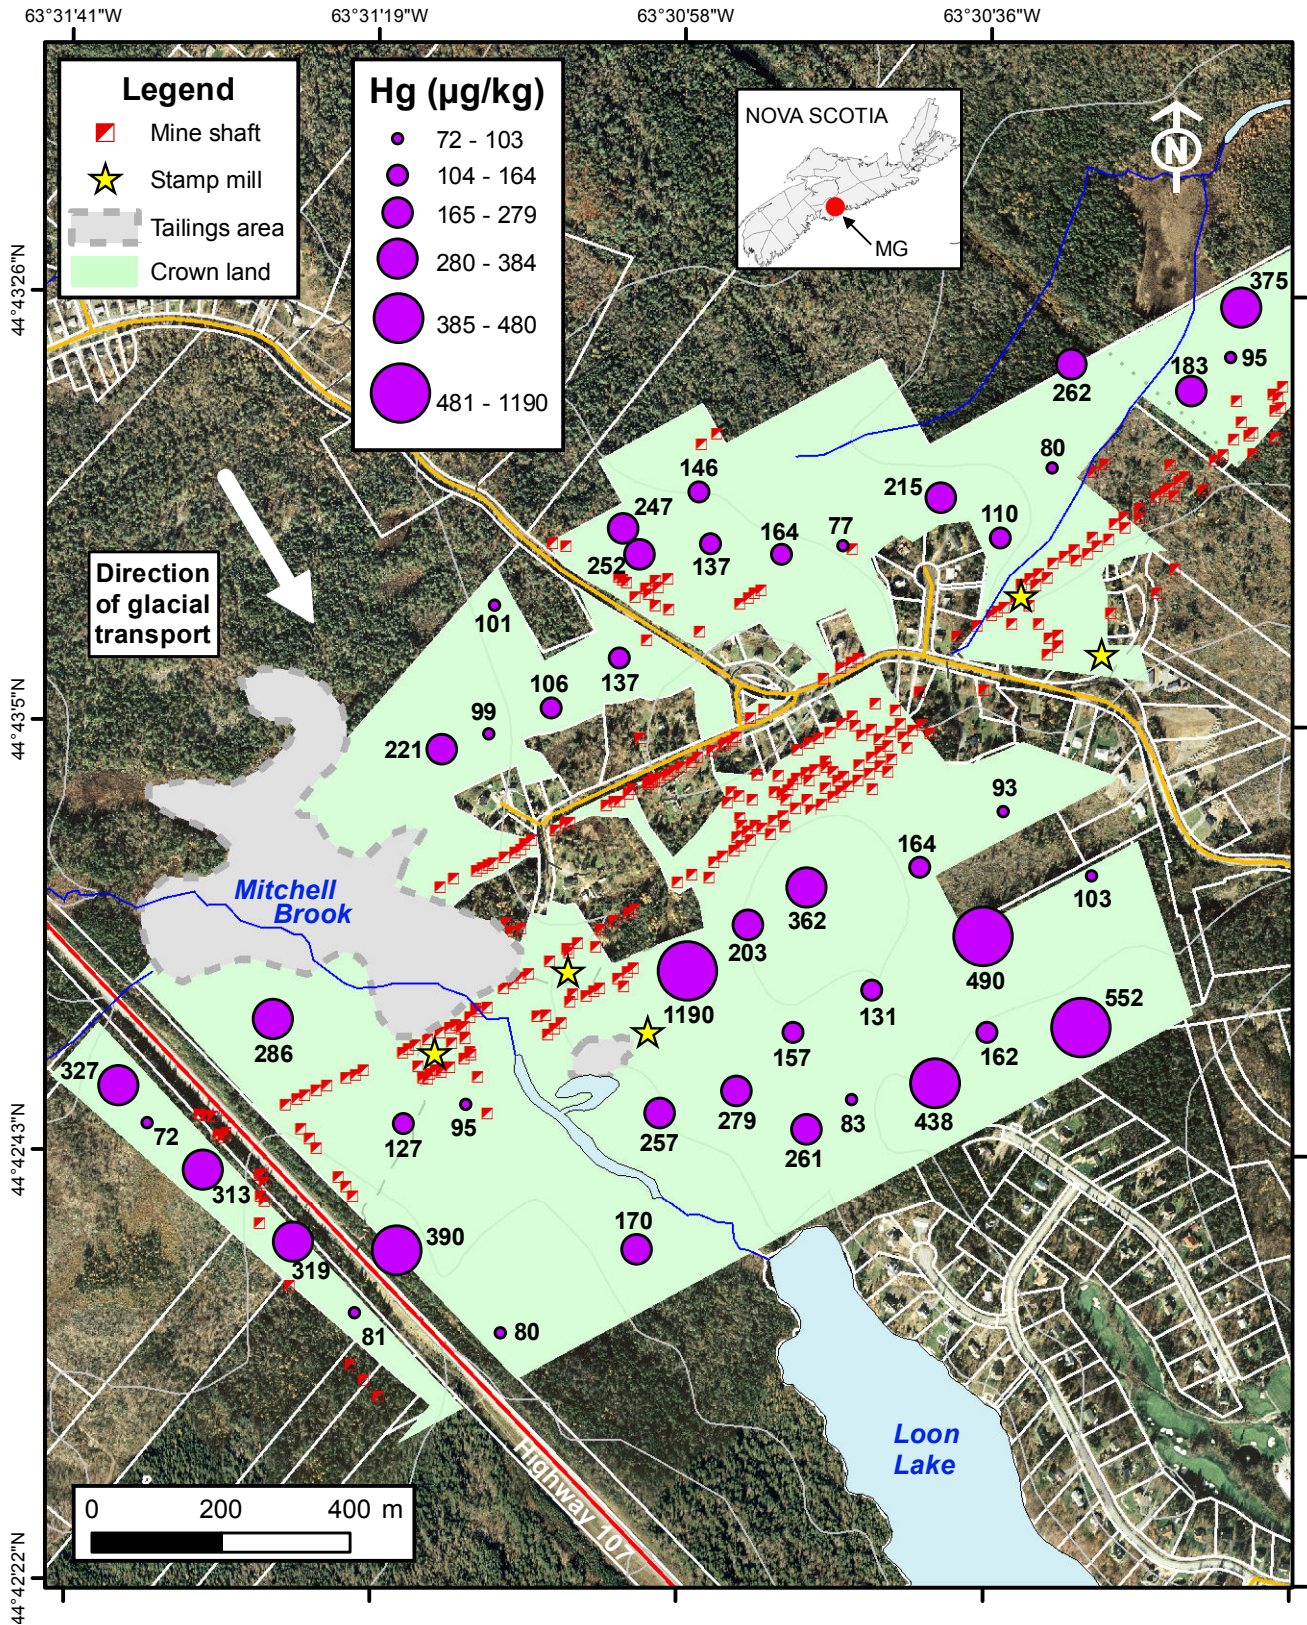 63°31'41"W
63°31'19"W
63°30'58"W
63°30'36"W
44°43'26"N
44°43'5"N
44°42'43"N
44°42'22"N
Legend
Mine shaft
Stamp mill
Tailings area
Crown land
Hg (µg/kg)
72 - 103
104 - 164
165 - 279
280 - 384
385 - 480
481 - 1190
NOVA SCOTIA
MG
N
Direction
of glacial
transport
375
95
183
262
80
146
215
247
110
252
137
164
77
101
137
106
99
221
93
164
103
362
203
490
1190
131
552
157
162
286
327
438
279
83
257
261
95
127
72
313
170
390
319
81
80
Mitchell
Brook
Loon
Lake
Highway 107
0 200 400 m